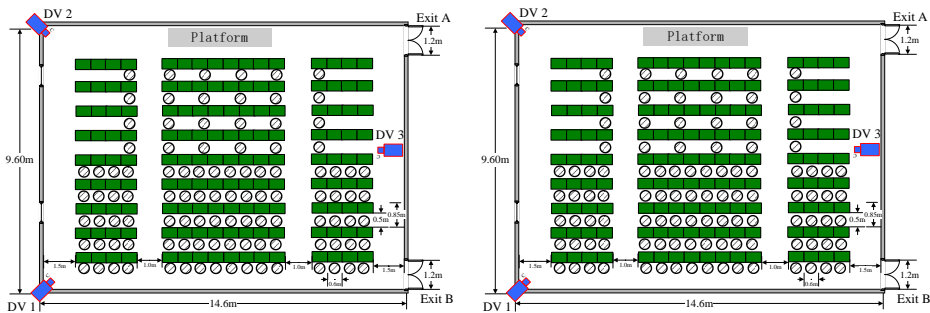 DV 2
Exit A
1.2m
Platform
DV 3
9.60m
0.5m
0.85m
1.5m
1.0m
1.0m
1.5m
0.6m
1.2m
DV 1
14.6m
Exit B
DV 2
Exit A
1.2m
Platform
DV 3
9.60m
0.5m
0.85m
1.5m
1.0m
1.0m
1.5m
0.6m
1.2m
DV 1
14.6m
Exit B